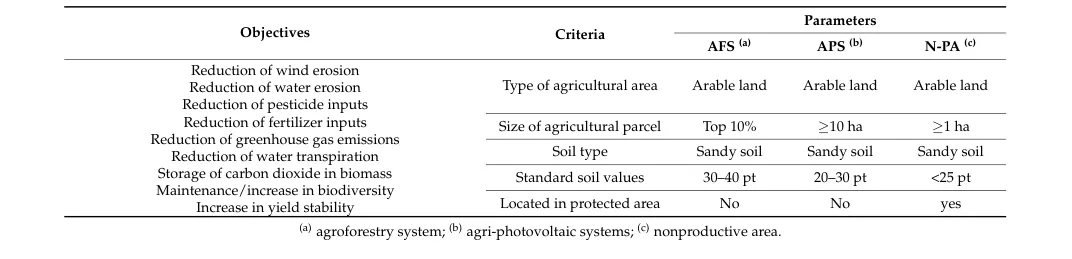 Objectives Criteria Parameters
AFS (a) APS (b) N-PA (c)
Reduction of wind erosion
Reduction of water erosion
Reduction of pesticide inputs
Reduction of fertilizer inputs
Reduction of greenhouse gas emissions
Reduction of water transpiration
Storage of carbon dioxide in biomass
Maintenance/increase in biodiversity
Increase in yield stability
Type of agricultural area Arable land Arable land Arable land
Size of agricultural parcel Top 10% ≥10 ha ≥1 ha
Soil type Sandy soil Sandy soil Sandy soil
Standard soil values 30–40 pt 20–30 pt <25 pt
Located in protected area No No yes
(a) agroforestry system; (b) agri-photovoltaic systems; (c) nonproductive area.